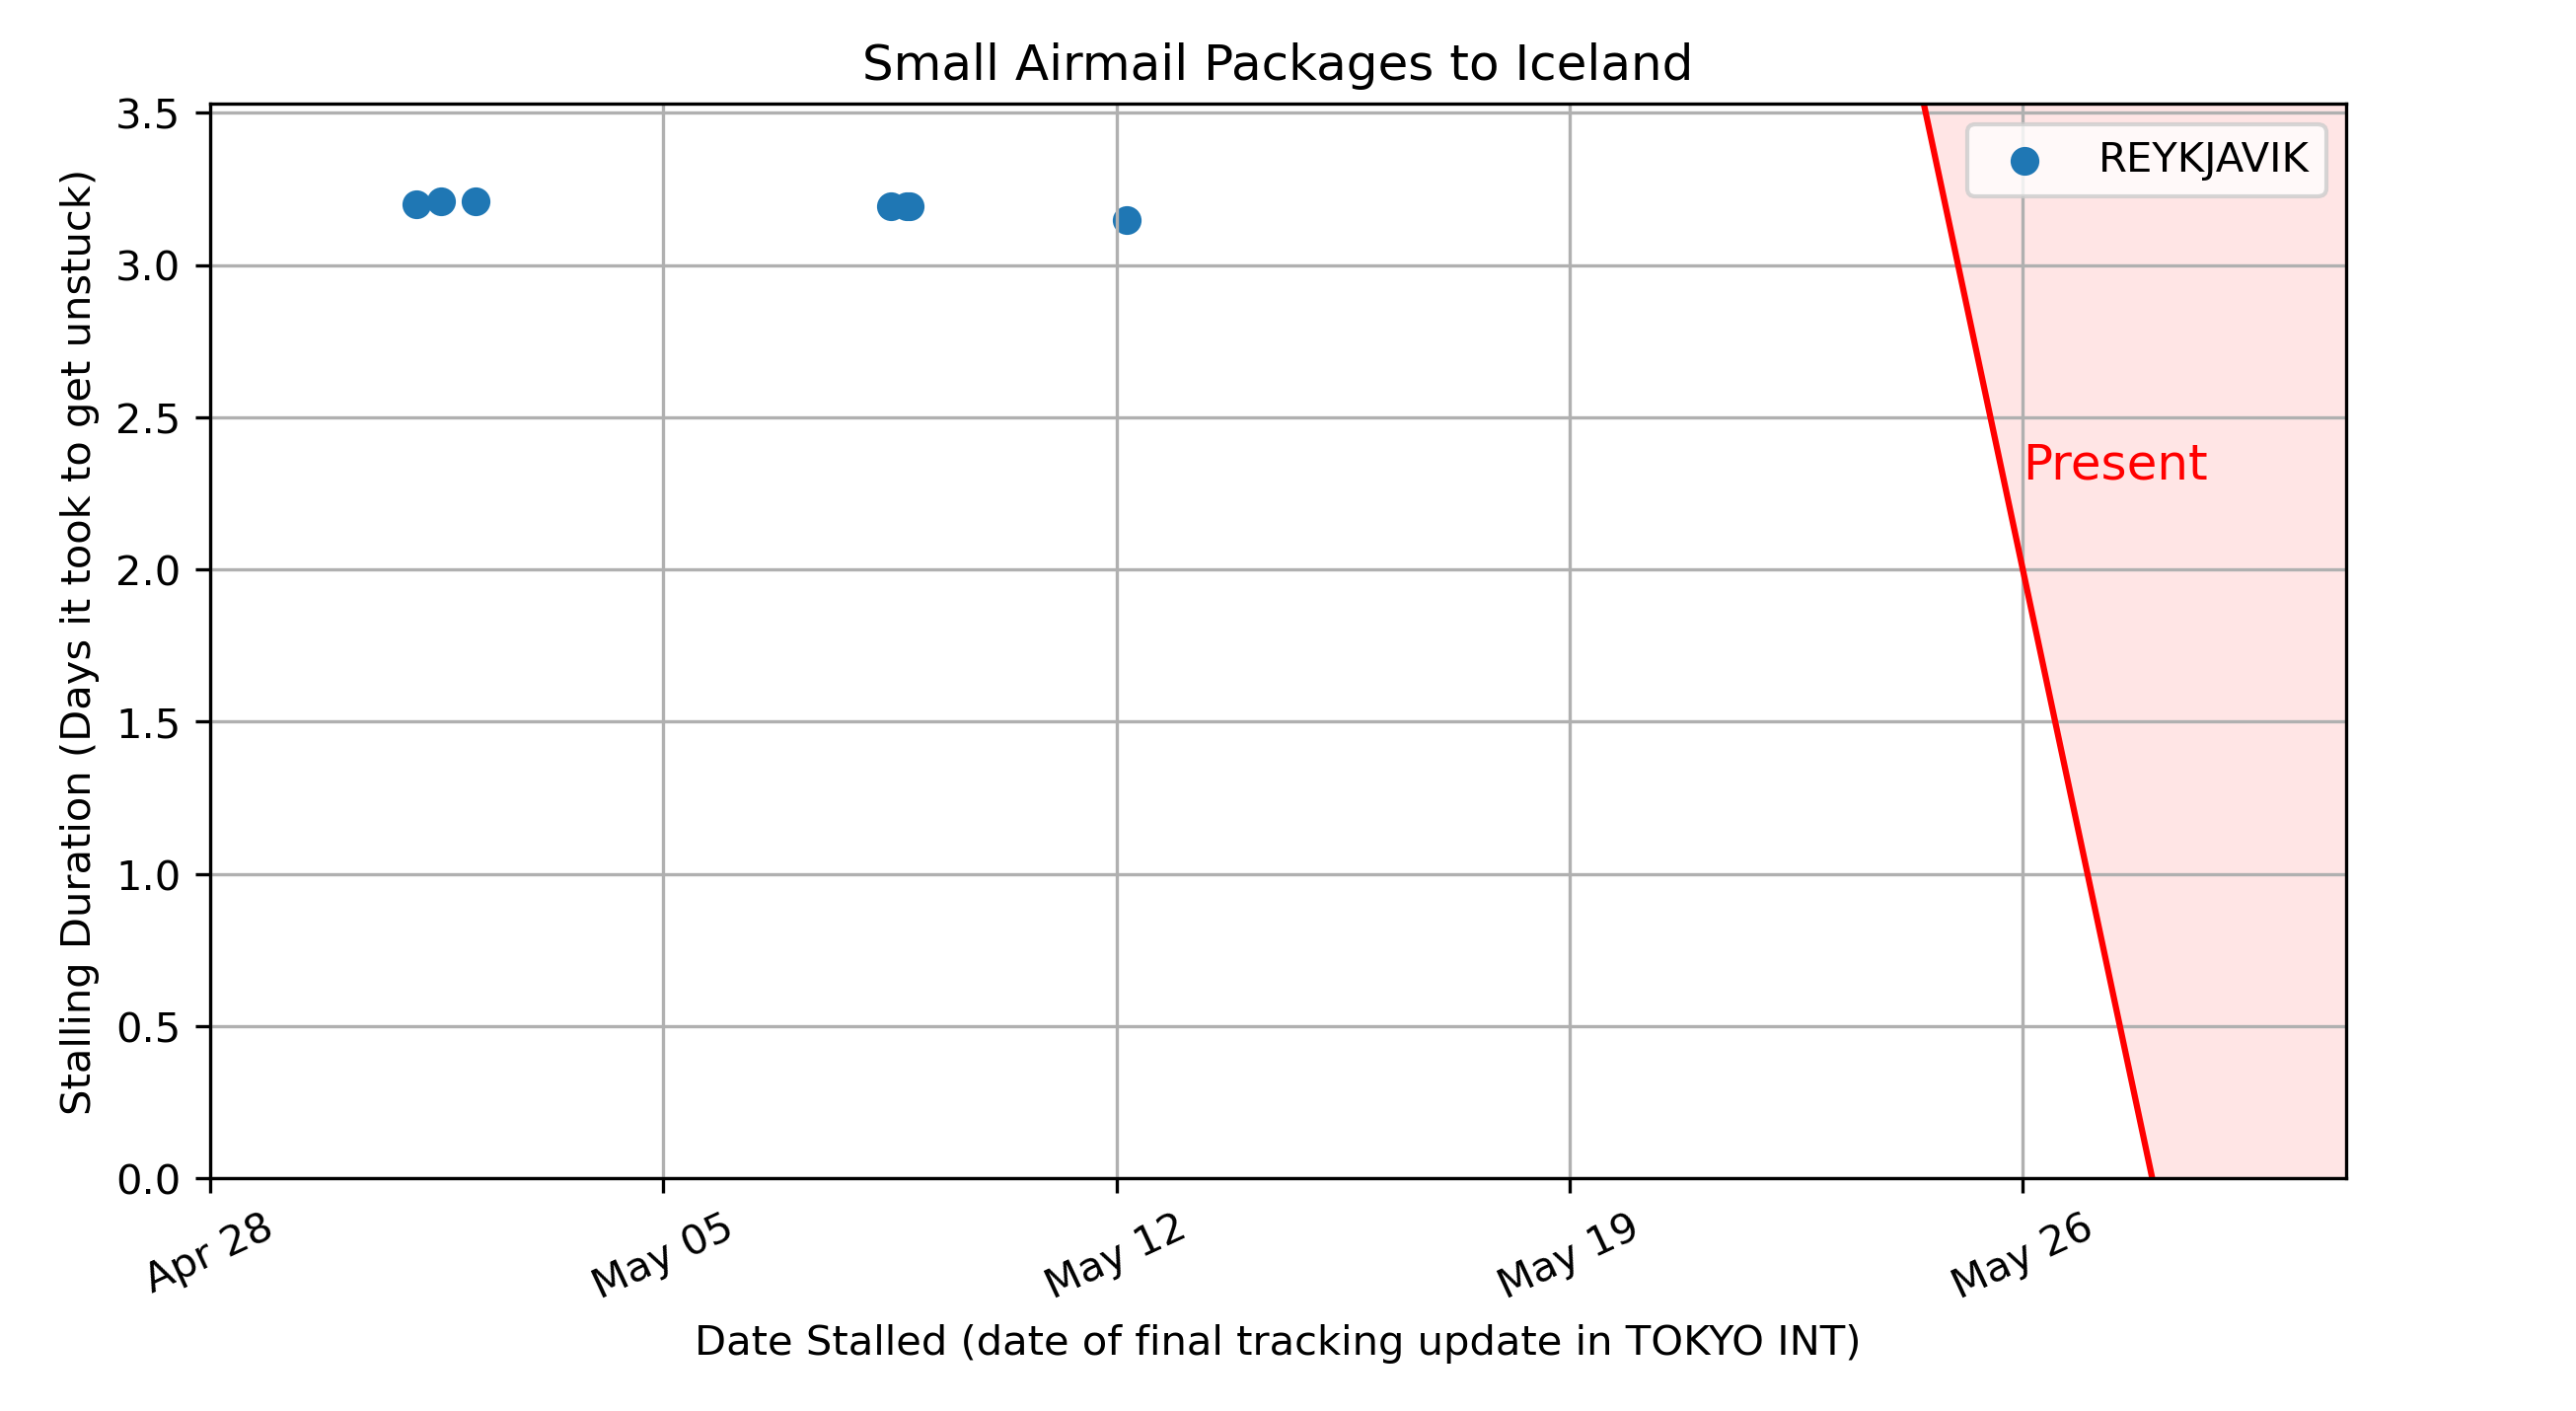 Small Airmail Packages to Iceland
Stalling Duration (Days it took to get unstuck)
3.5
3.0
2.5
2.0
1.5
1.0
0.5
0.0
REYKJAVIK
Present
Apr 28
May 05
May 12
May 19
May 26
Date Stalled (date of final tracking update in TOKYO INT)